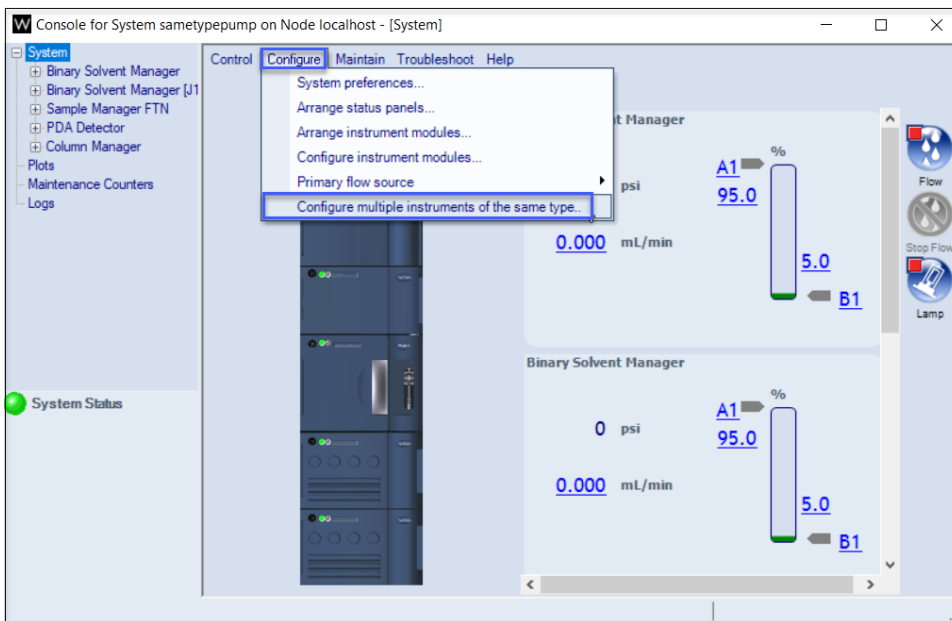 W Console for System sametypepump on Node localhost - [System]
System
Binary Solvent Manager
Binary Solvent Manager [J1
Sample Manager FTN
PDA Detector
Column Manager
Plots
Maintenance Counters
Logs
System Status
Control Configure Maintain Troubleshoot Help
System preferences...
Arrange status panels...
Arrange instrument modules...
Configure instrument modules...
Primary flow source
Configure multiple instruments of the same type..
t Manager
psi
0.000 mL/min
%
A1
95.0
5.0
B1
Binary Solvent Manager
0 psi
0.000 mL/min
%
A1
95.0
5.0
B1
Flow
Stop Flow
Lamp